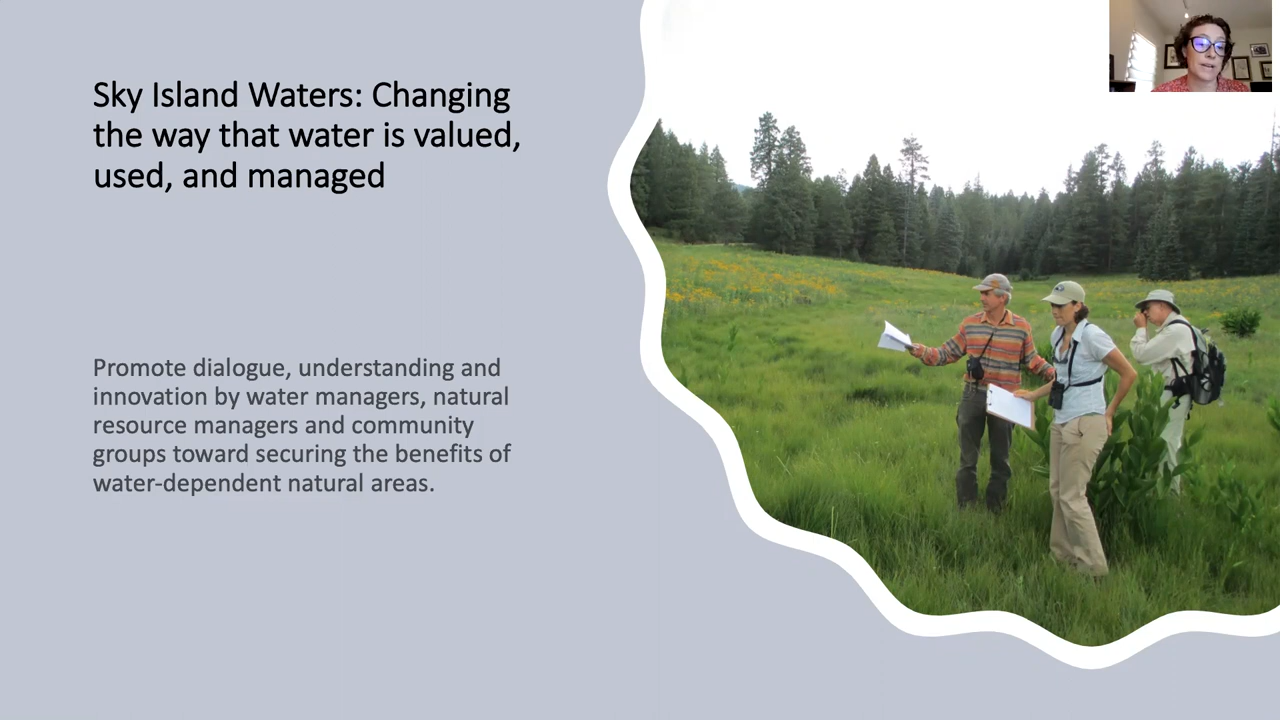 Sky Island Waters: Changing
the way that water is valued,
used, and managed
Promote dialogue, understanding and
innovation by water managers, natural
resource managers and community
groups toward securing the benefits of
water-dependent natural areas.